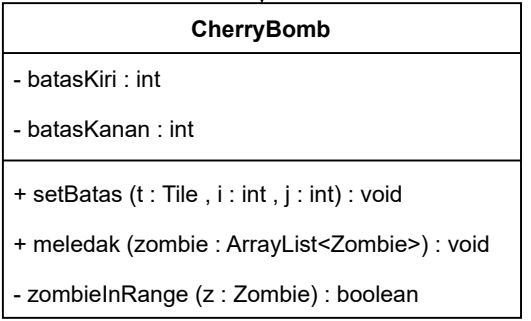 CherryBomb
- batasKiri : int
- batasKanan : int
+ setBatas (t : Tile , i : int , j : int) : void
+ meledak (zombie : ArrayList<Zombie>) : void
- zombieInRange (z : Zombie) : boolean